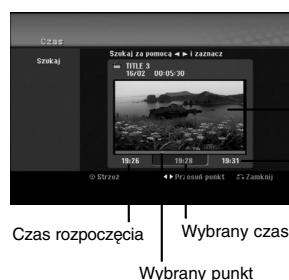 Czas
Szukaj
Szukaj za pomocą ◄ ► i zaznacz
TITLE 3
16/02 00:05:30
19:26 19:28 19:31
Strzeż ◄► Przesuń punkt Zamknij
Czas rozpoczęcia
Wybrany czas
Wybrany punkt